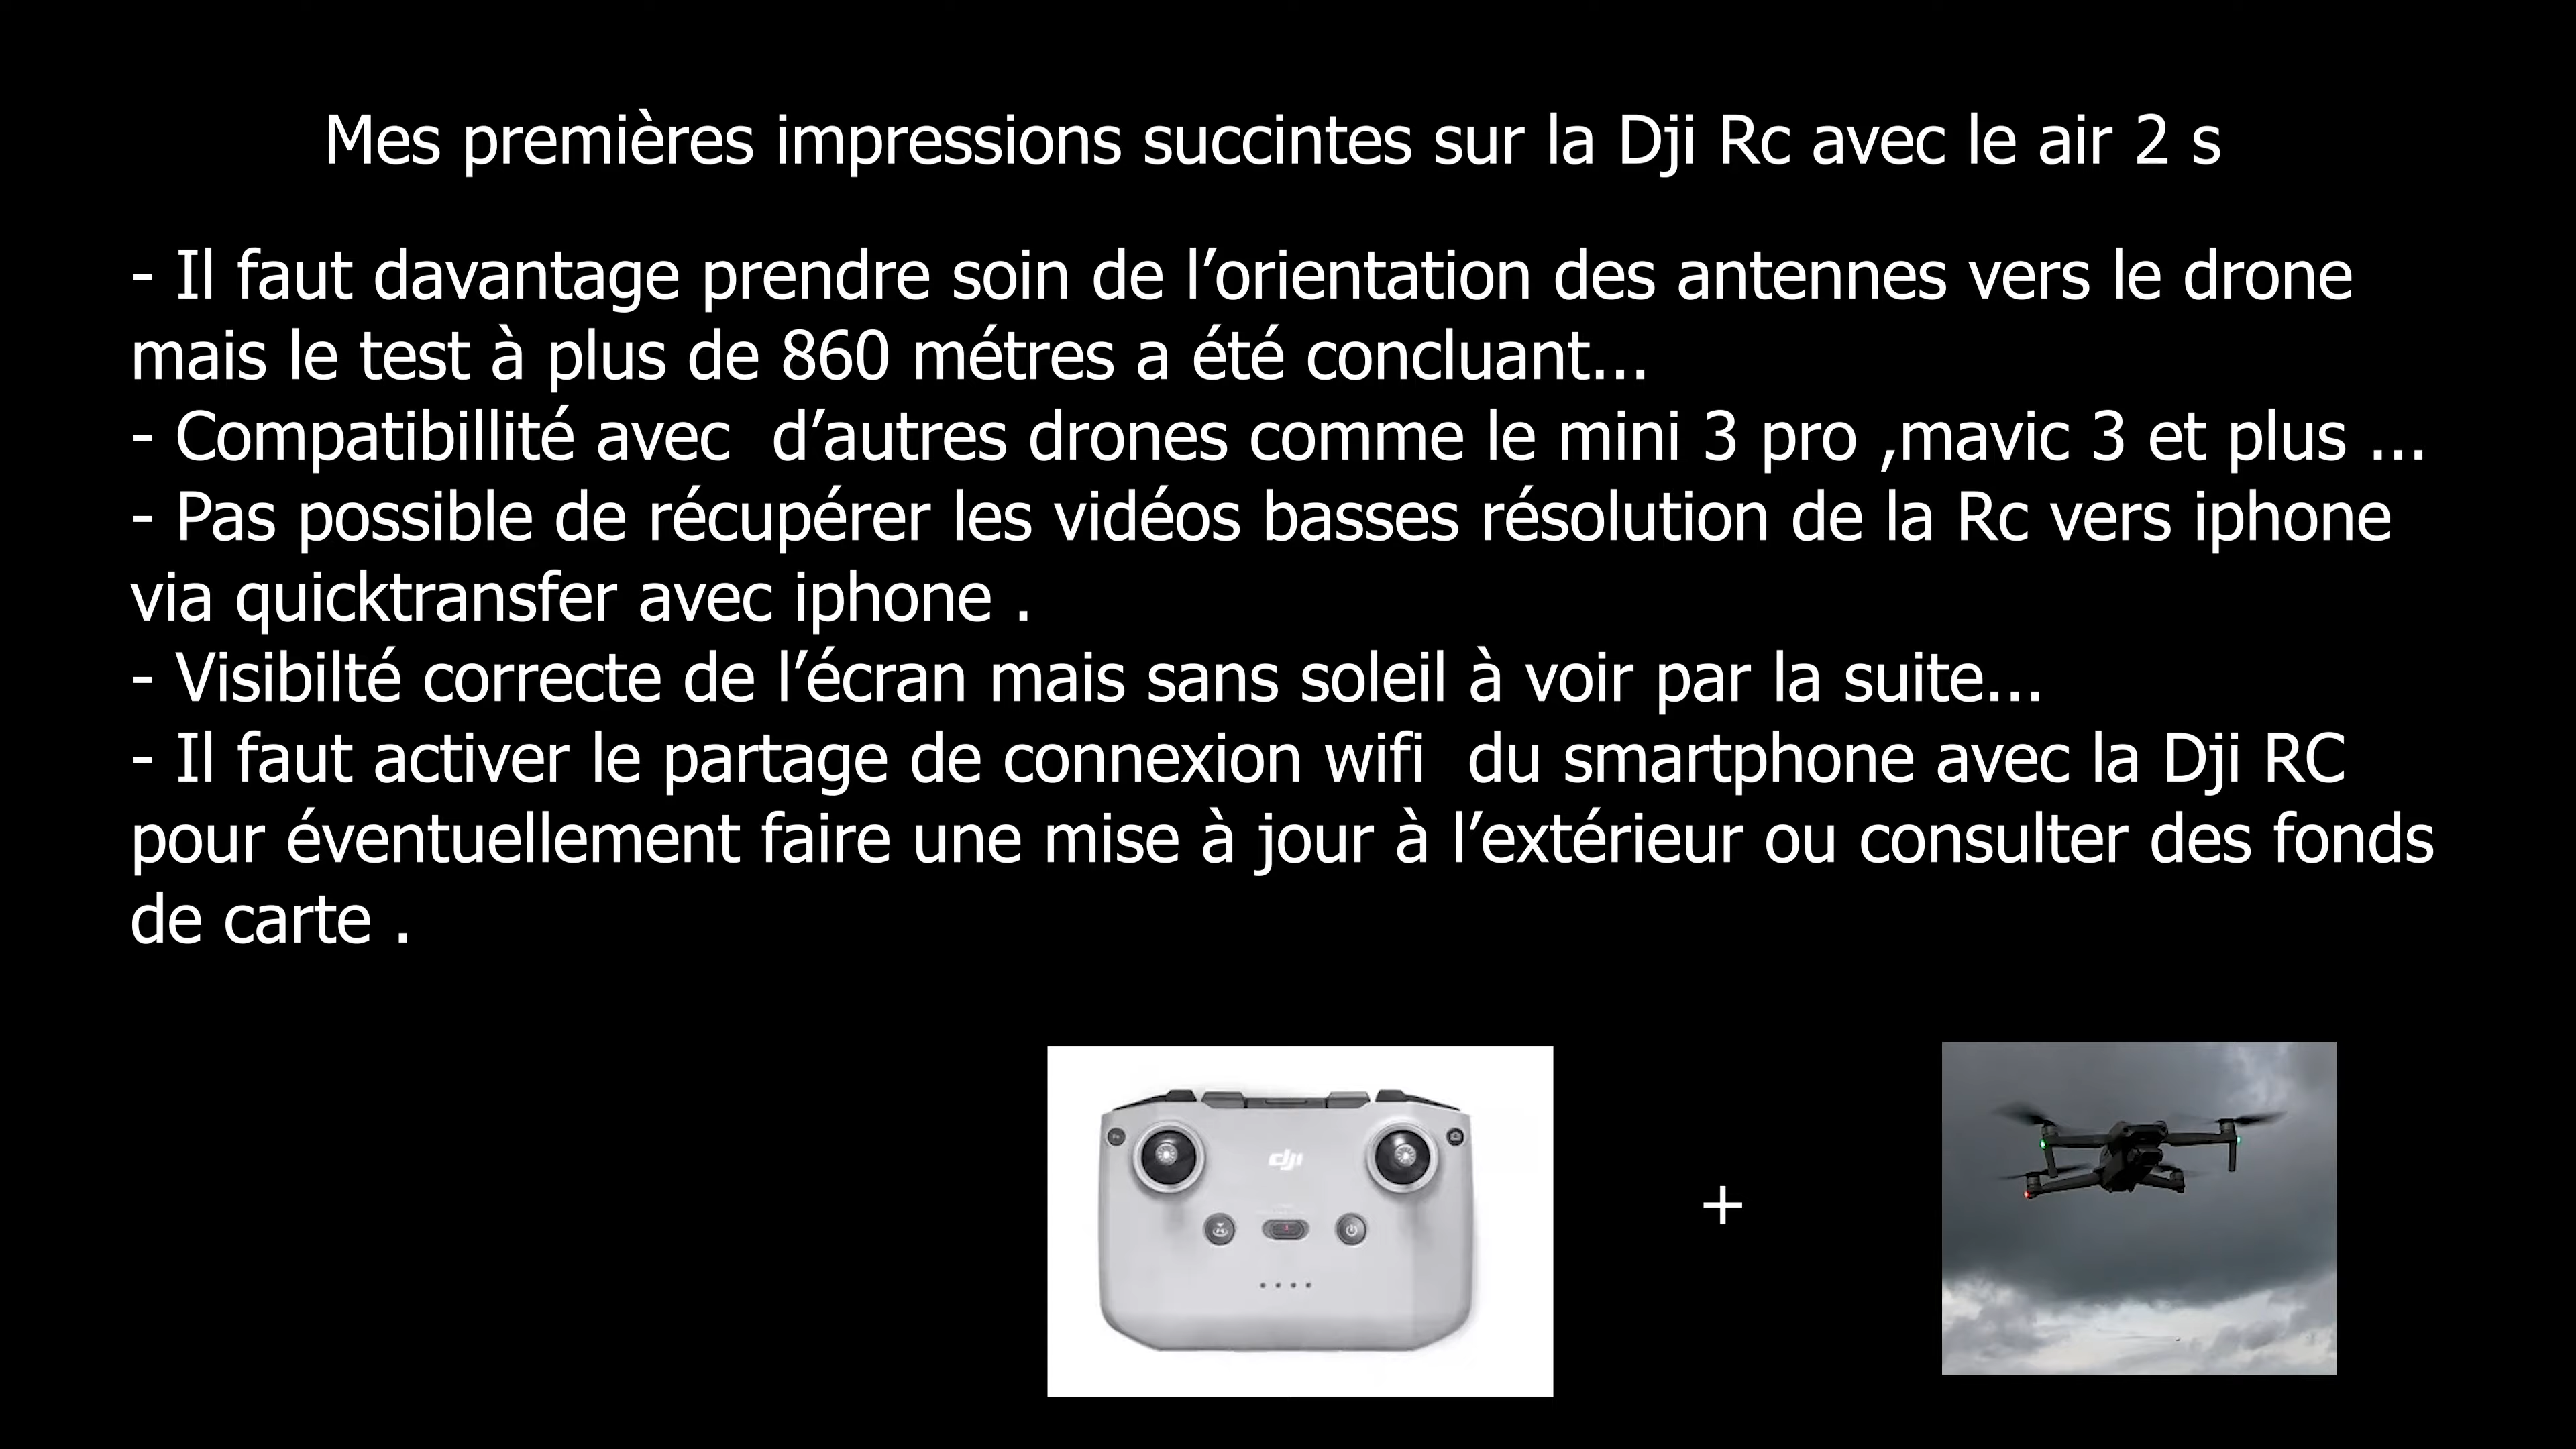 Mes premières impressions succintes sur la Dji Rc avec le air 2 s
- Il faut davantage prendre soin de l’orientation des antennes vers le drone
mais le test à plus de 860 métres a été concluant...
- Compatibillité avec  d’autres drones comme le mini 3 pro ,mavic 3 et plus ...
- Pas possible de récupérer les vidéos basses résolution de la Rc vers iphone
via quicktransfer avec iphone .
- Visibilté correcte de l’écran mais sans soleil à voir par la suite...
- Il faut activer le partage de connexion wifi  du smartphone avec la Dji RC
pour éventuellement faire une mise à jour à l’extérieur ou consulter des fonds
de carte .
dji
+